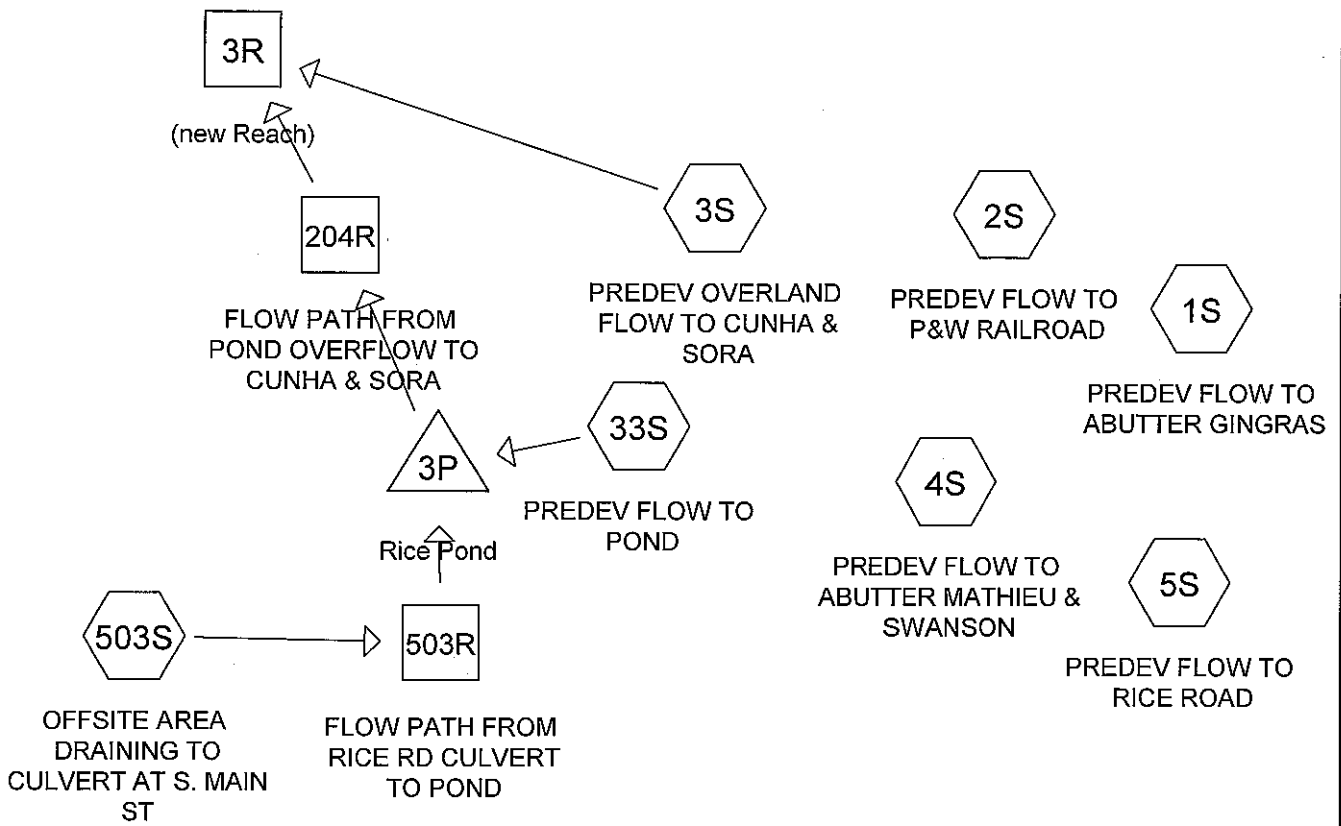 3R
(new Reach)
204R
FLOW PATH FROM
POND OVERFLOW TO
CUNHA & SORA
3S
PREDEV OVERLAND
FLOW TO CUNHA &
SORA
2S
PREDEV FLOW TO
P&W RAILROAD
1S
PREDEV FLOW TO
ABUTTER GINGRAS
3P
Rice Pond
33S
PREDEV FLOW TO
POND
4S
PREDEV FLOW TO
ABUTTER MATHIEU &
SWANSON
5S
PREDEV FLOW TO
RICE ROAD
503S
OFFSITE AREA
DRAINING TO
CULVERT AT S. MAIN
ST
503R
FLOW PATH FROM
RICE RD CULVERT
TO POND